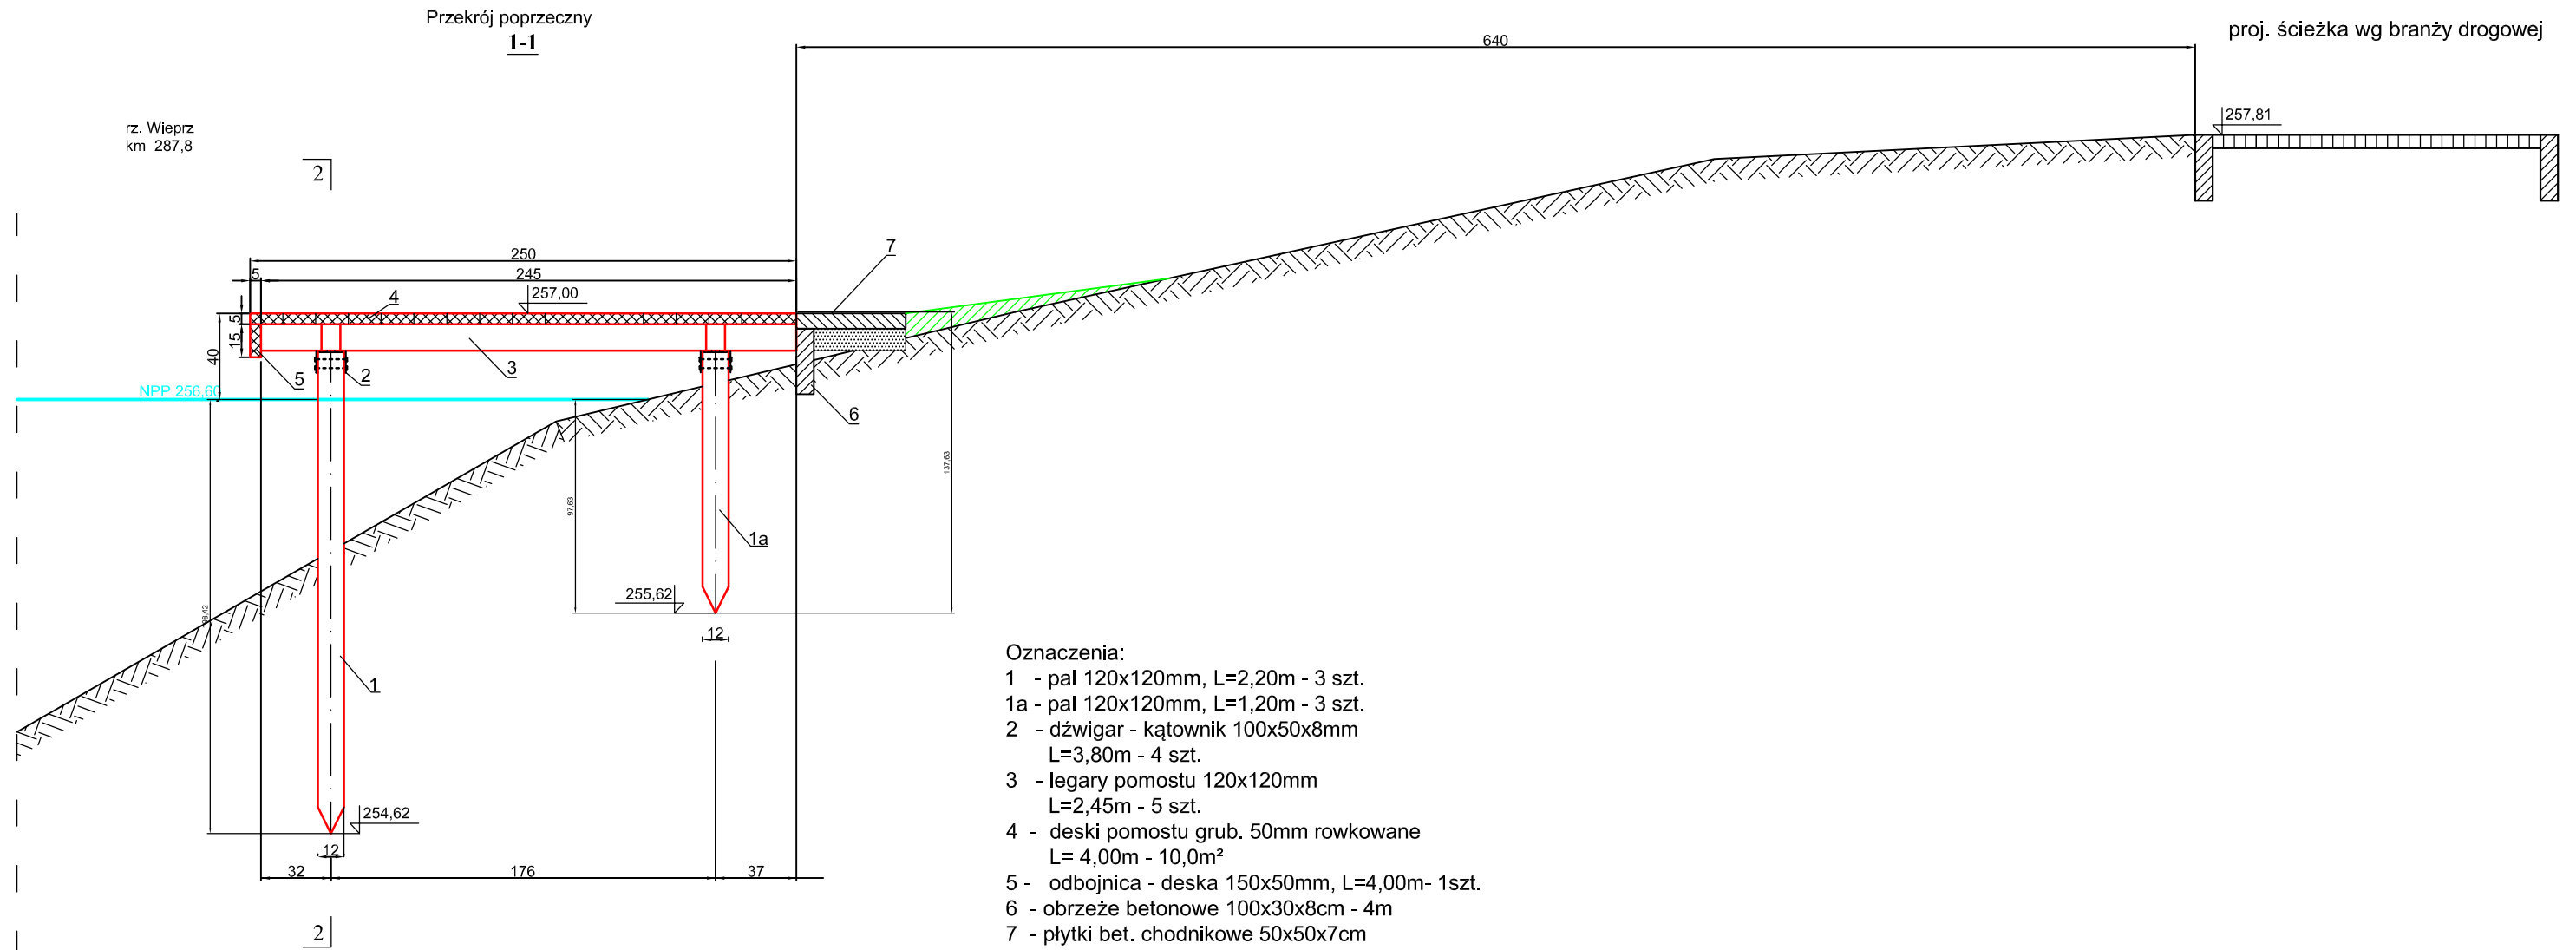 Przekrój poprzeczny
1-1
640
proj. ścieżka wg branży drogowej
257,81
rz. Wieprz
km 287,8
2
250
7
5
245
4
257,00
5
15
40
3
5
2
NPP 256,60
6
97,63
137,63
1a
255,62
12
1
254,62
12
32
176
37
2
Oznaczenia:
1 - pal 120x120mm, L=2,20m - 3 szt.
1a - pal 120x120mm, L=1,20m - 3 szt.
2 - dźwigar - kątownik 100x50x8mm
L=3,80m - 4 szt.
3 - legary pomostu 120x120mm
L=2,45m - 5 szt.
4 - deski pomostu grub. 50mm rowkowane
L= 4,00m - 10,0m²
5 - odbojnica - deska 150x50mm, L=4,00m- 1szt.
6 - obrzeże betonowe 100x30x8cm - 4m
7 - płytki bet. chodnikowe 50x50x7cm